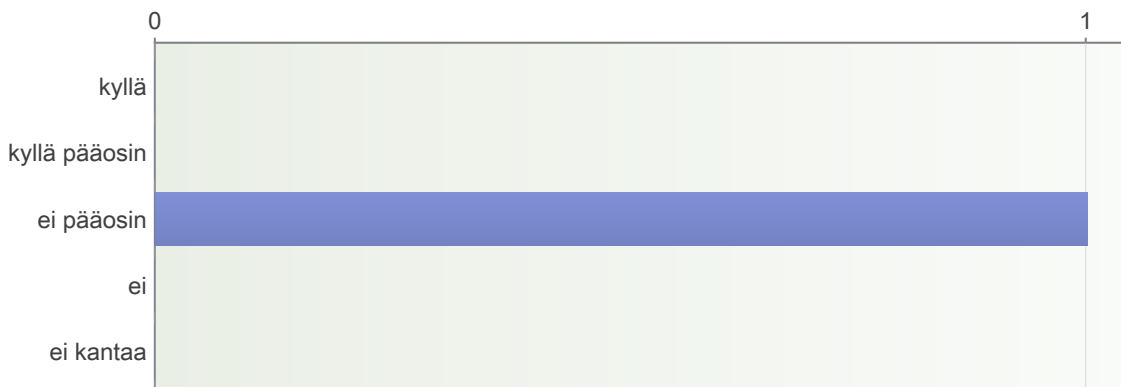 0 1
kyllä
kyllä pääosin
ei pääosin
ei
ei kantaa